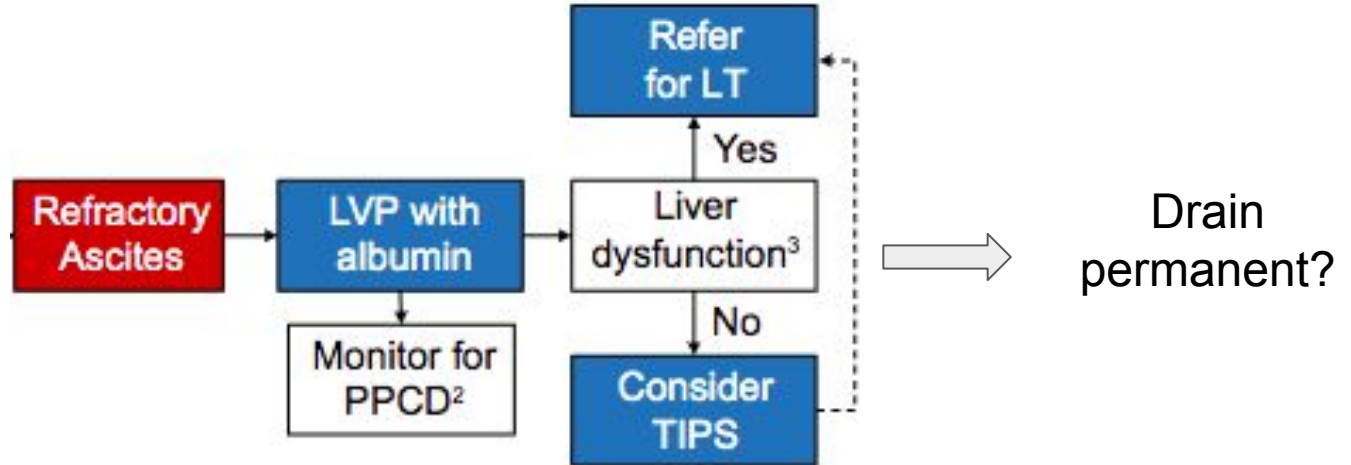 Refer
for LT
Yes
Refractory
Ascites
LVP with
albumin
Liver
dysfunction³
Drain
permanent?
No
Monitor for
PPCD²
Consider
TIPS